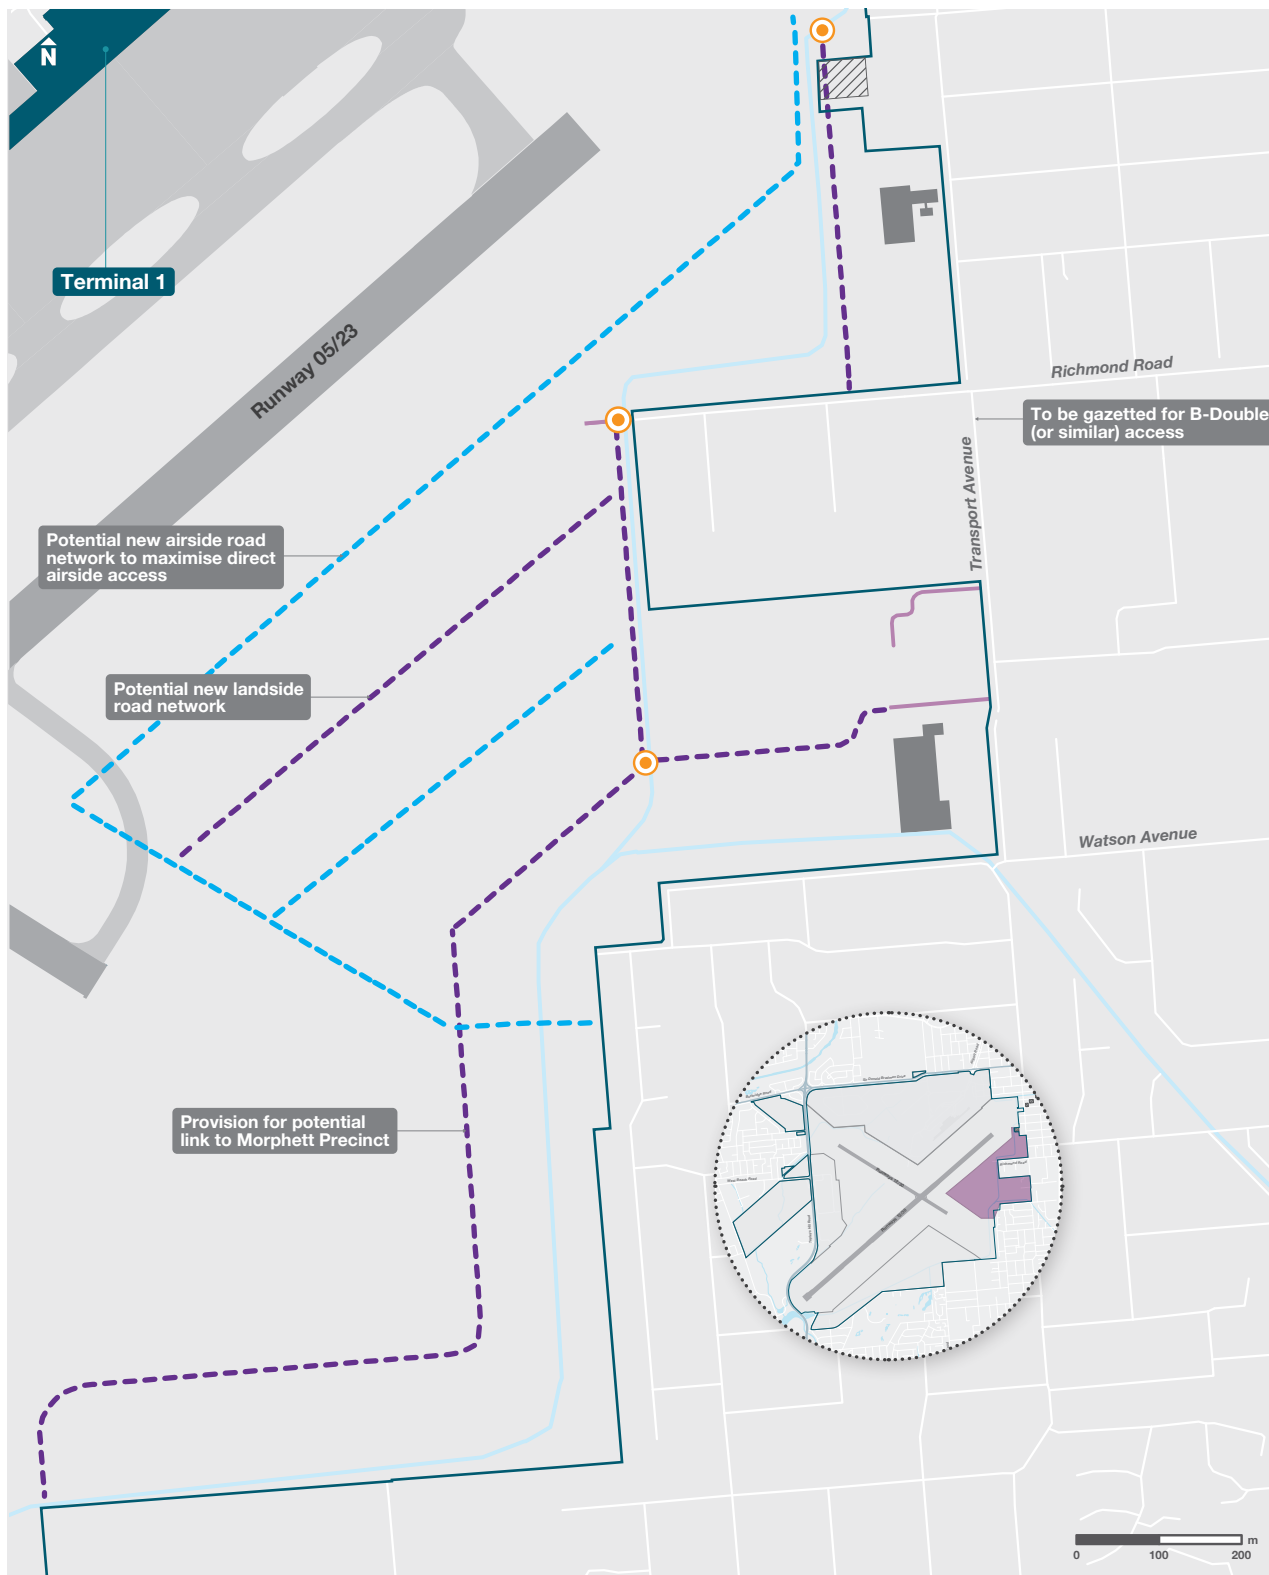 N
Terminal 1
Runway 05/23
Richmond Road
To be gazetted for B-Double
(or similar) access
Transport Avenue
Potential new airside road
network to maximise direct
airside access
Potential new landside
road network
Watson Avenue
Provision for potential
link to Morphett Precinct
Richmond Road
m
0 100 200